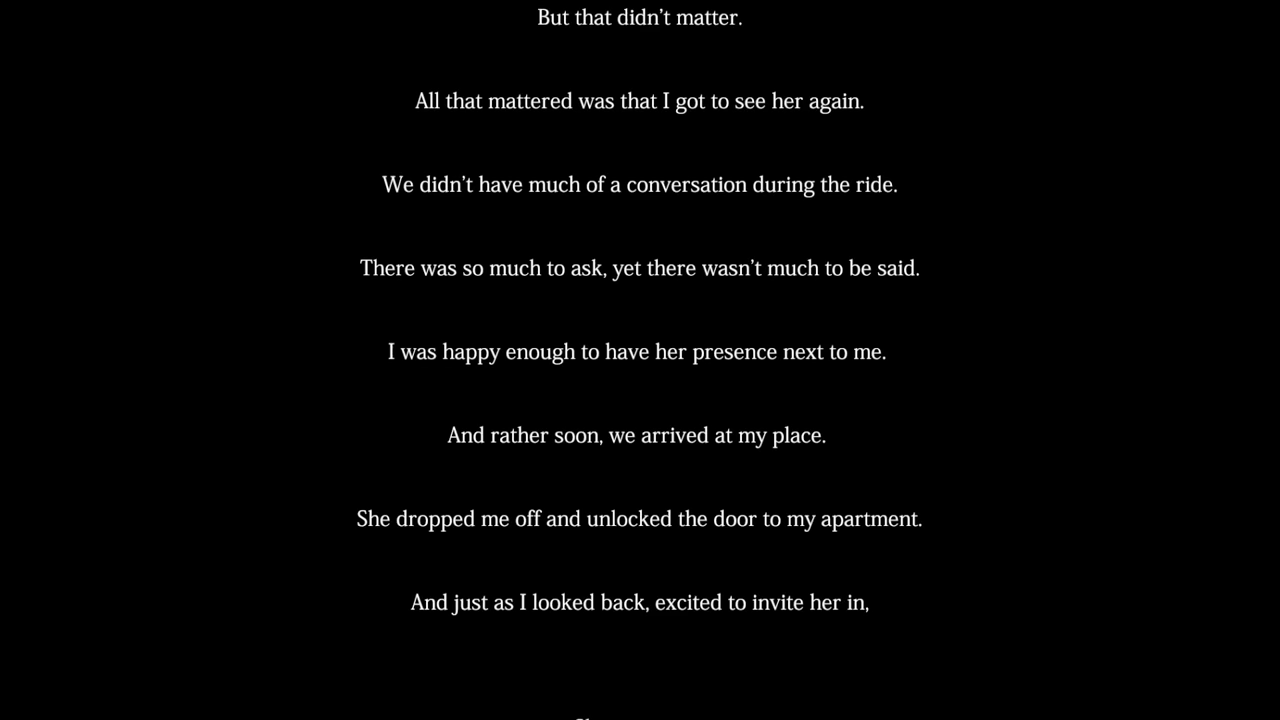 But that didn’t matter.
All that mattered was that I got to see her again.
We didn’t have much of a conversation during the ride.
There was so much to ask, yet there wasn’t much to be said.
I was happy enough to have her presence next to me.
And rather soon, we arrived at my place.
She dropped me off and unlocked the door to my apartment.
And just as I looked back, excited to invite her in,